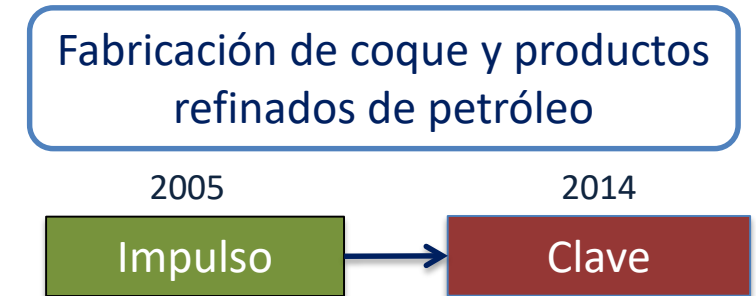 Fabricación de coque y productos
refinados de petróleo
2005 2014
Impulso Clave